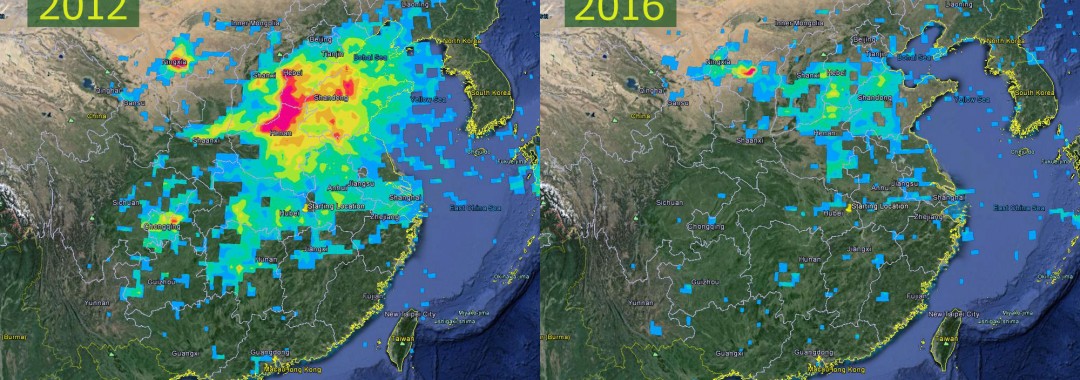 2012
Inner Mongolia
Liaoning
Beijing
Tianjin
Bohai Sea
North Korea
Ningxia
Shanxi
Hebei
Qinghai
Gansu
Shandong
Yellow Sea
South Korea
China
Henan
Shaanxi
Anhui
Jiangsu
Shanghai
Sichuan
Hubei
Starting Location
Zhejiang
East China Sea
Chongqing
Jiangxi
Hunan
Guizhou
Yunnan
Fujian
New Taipei City
Taiwan
(Burma)
Guangxi
Guangdong
Hong Kong
2016
Inner Mongolia
Liaoning
Beijing
Tianjin
Bohai Sea
North Korea
Ningxia
Shanxi
Hebei
Qinghai
Gansu
Shandong
Yellow Sea
South Korea
China
Henan
Shaanxi
Anhui
Jiangsu
Shanghai
Sichuan
Hubei
Starting Location
Zhejiang
East China Sea
Chongqing
Jiangxi
Hunan
Guizhou
Yunnan
Fujian
New Taipei City
Taiwan
(Burma)
Guangxi
Guangdong
Hong Kong